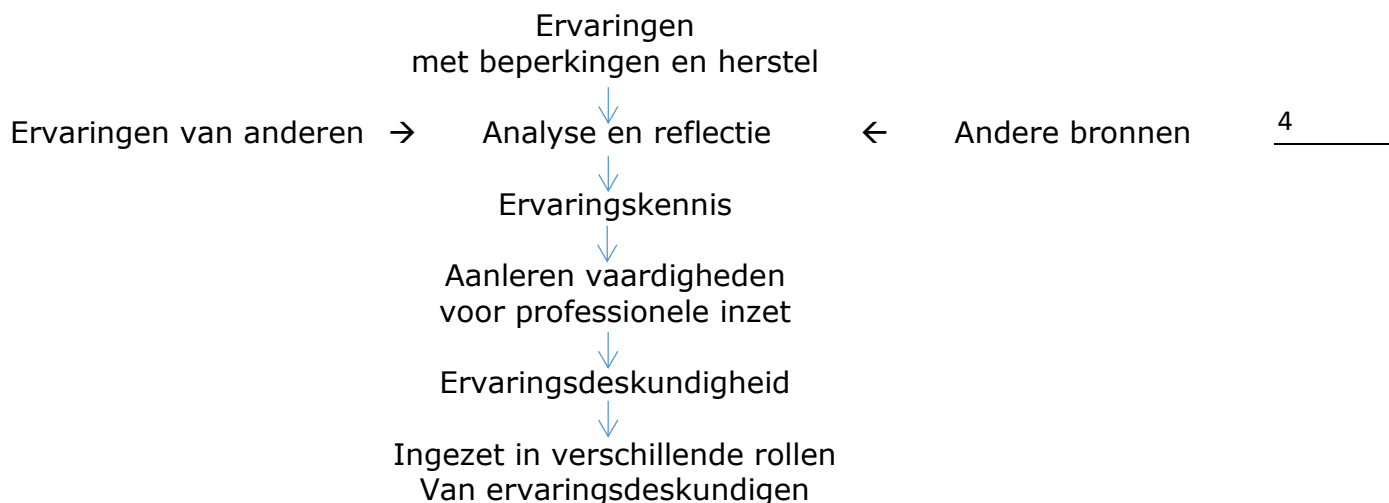 Ervaringen
met beperkingen en herstel
Ervaringen van anderen → Analyse en reflectie ← Andere bronnen 4
Ervaringskennis
Aanleren vaardigheden
voor professionele inzet
Ervaringsdeskundigheid
Ingezet in verschillende rollen
Van ervaringsdeskundigen